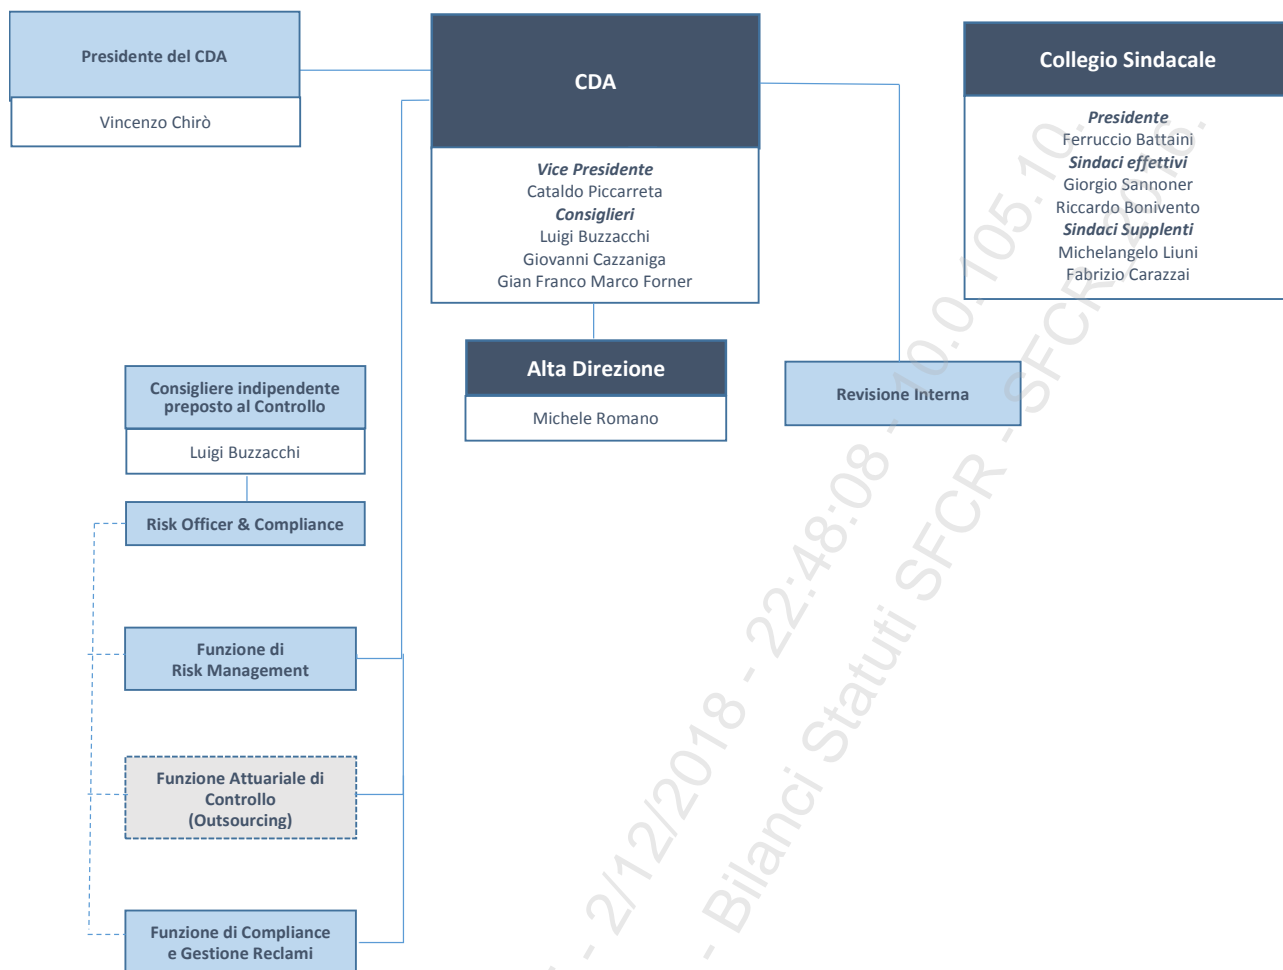 Presidente del CDA
Vincenzo Chirò
CDA
Vice Presidente
Cataldo Piccarreta
Consiglieri
Luigi Buzzacchi
Giovanni Cazzaniga
Gian Franco Marco Forner
Collegio Sindacale
Presidente
Ferruccio Battaini
Sindaci effettivi
Giorgio Sannoner
Riccardo Bonivento
Sindaci Supplenti
Michelangelo Liuni
Fabrizio Carazzai
Alta Direzione
Michele Romano
Revisione Interna
Consigliere indipendente
preposto al Controllo
Luigi Buzzacchi
Risk Officer & Compliance
Funzione di
Risk Management
Funzione Attuariale di
Controllo
(Outsourcing)
Funzione di Compliance
e Gestione Reclami
- 2/12/2018 - 22:48:08 - 10.0.105.10.
- Bilanci Statuti SFCR - SFCR_2016.